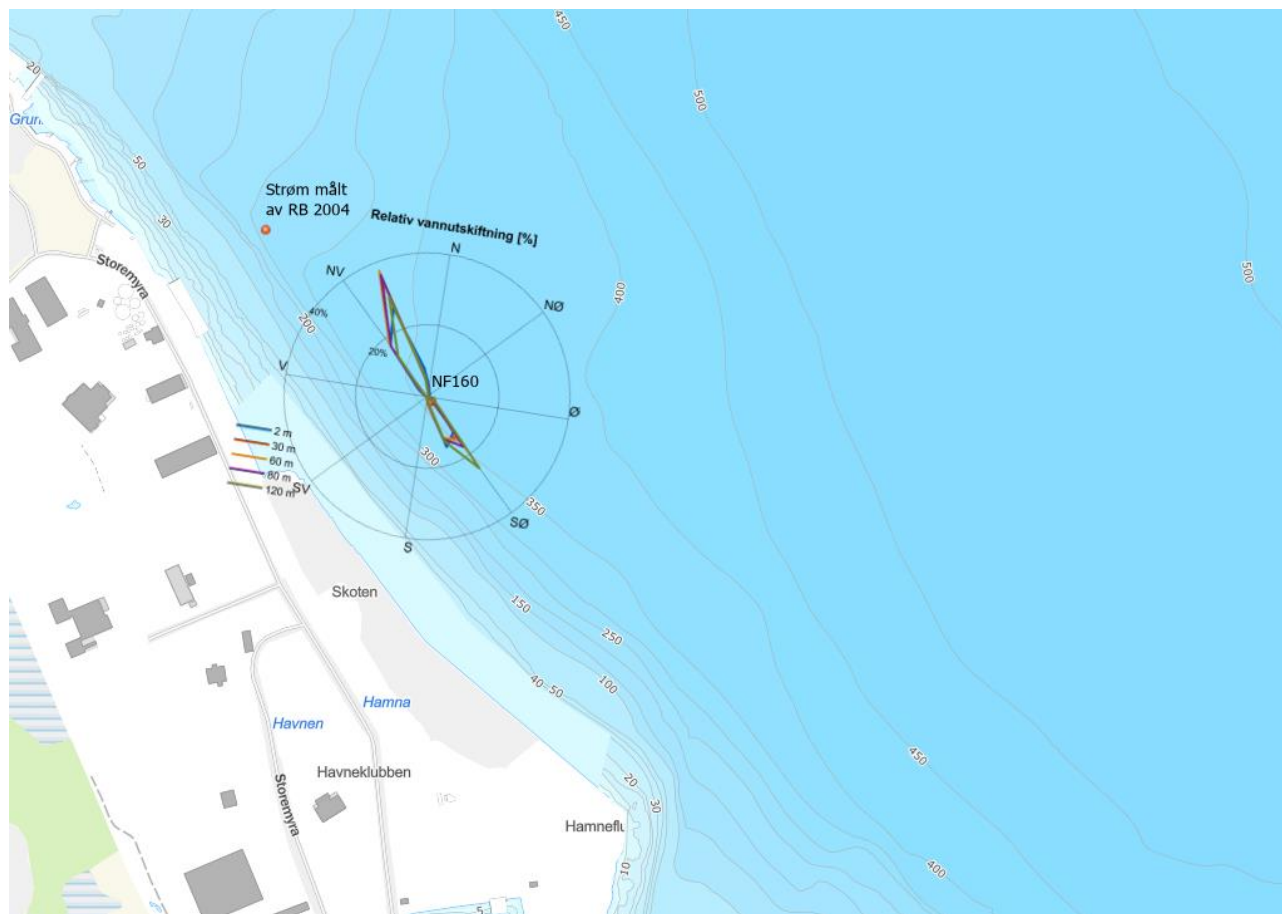 450
20
500
Grun
50
30
Strøm målt
av RB 2004
Relativ vannutskiftning [%]
N
NV
NØ
Storemyra
500
400
40%
200
20%
V
NF160
Ø
2 m
30 m
60 m
80 m
120 m
SV
300
350
SØ
S
Skoten
150
250
40
50
100
Hamna
Havnen
450
Havneklubben
Storemyra
20
30
Hamneflu
10
400
5